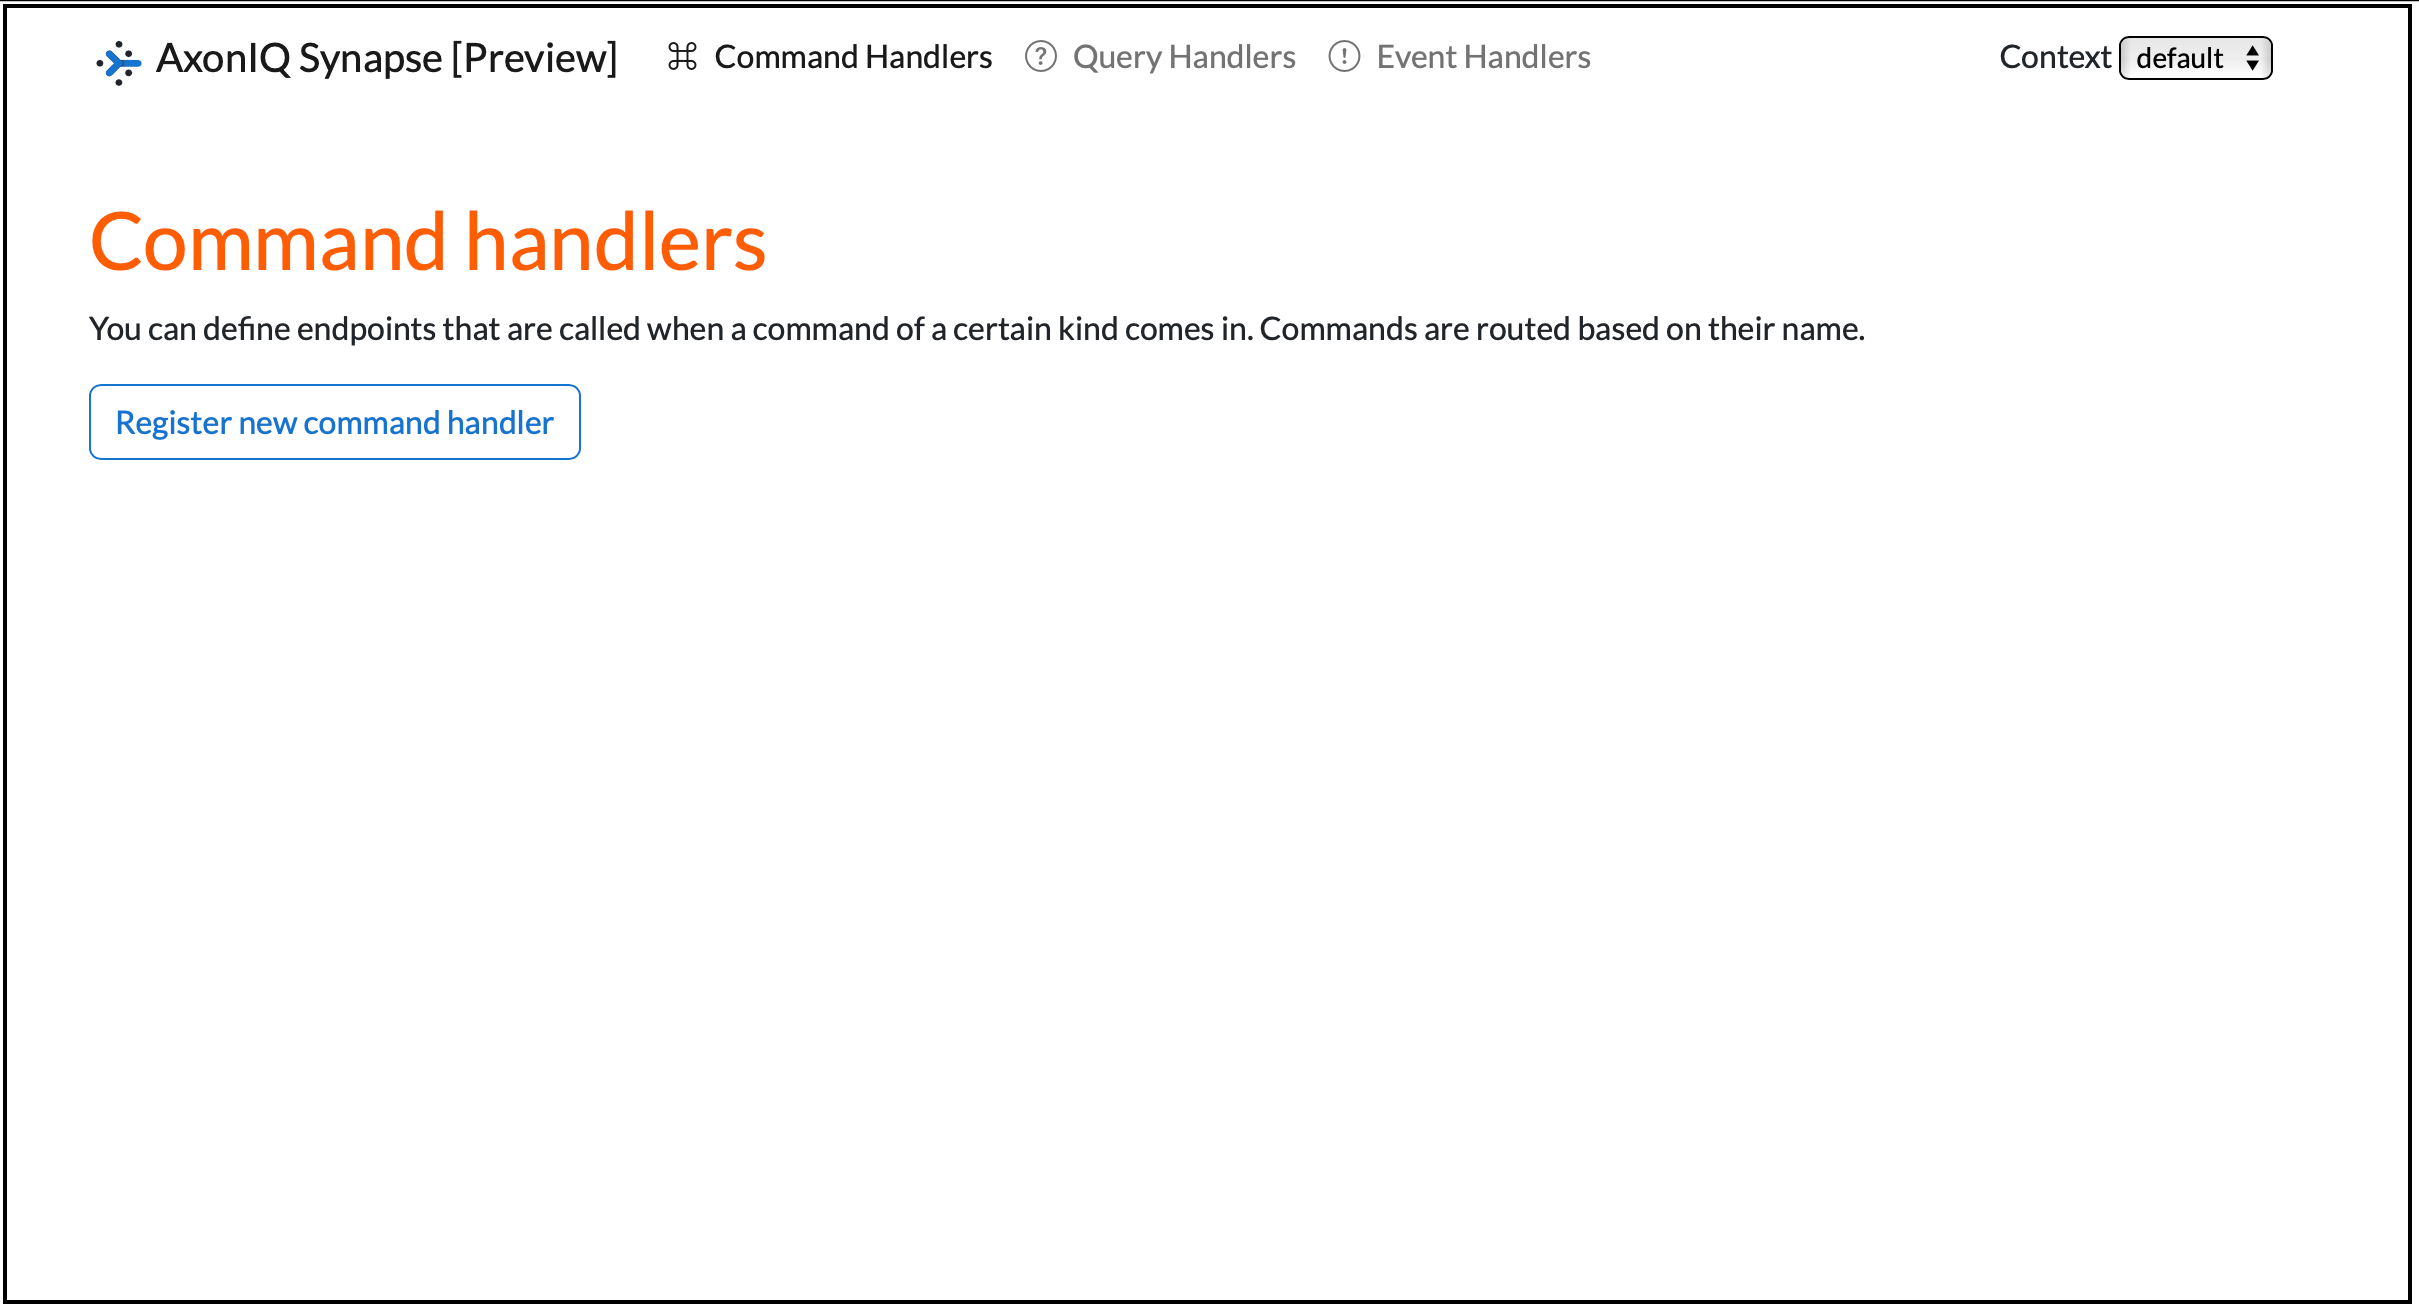 AxonIQ Synapse [Preview] Command Handlers Query Handlers Event Handlers Context default
Command handlers
You can define endpoints that are called when a command of a certain kind comes in. Commands are routed based on their name.
Register new command handler